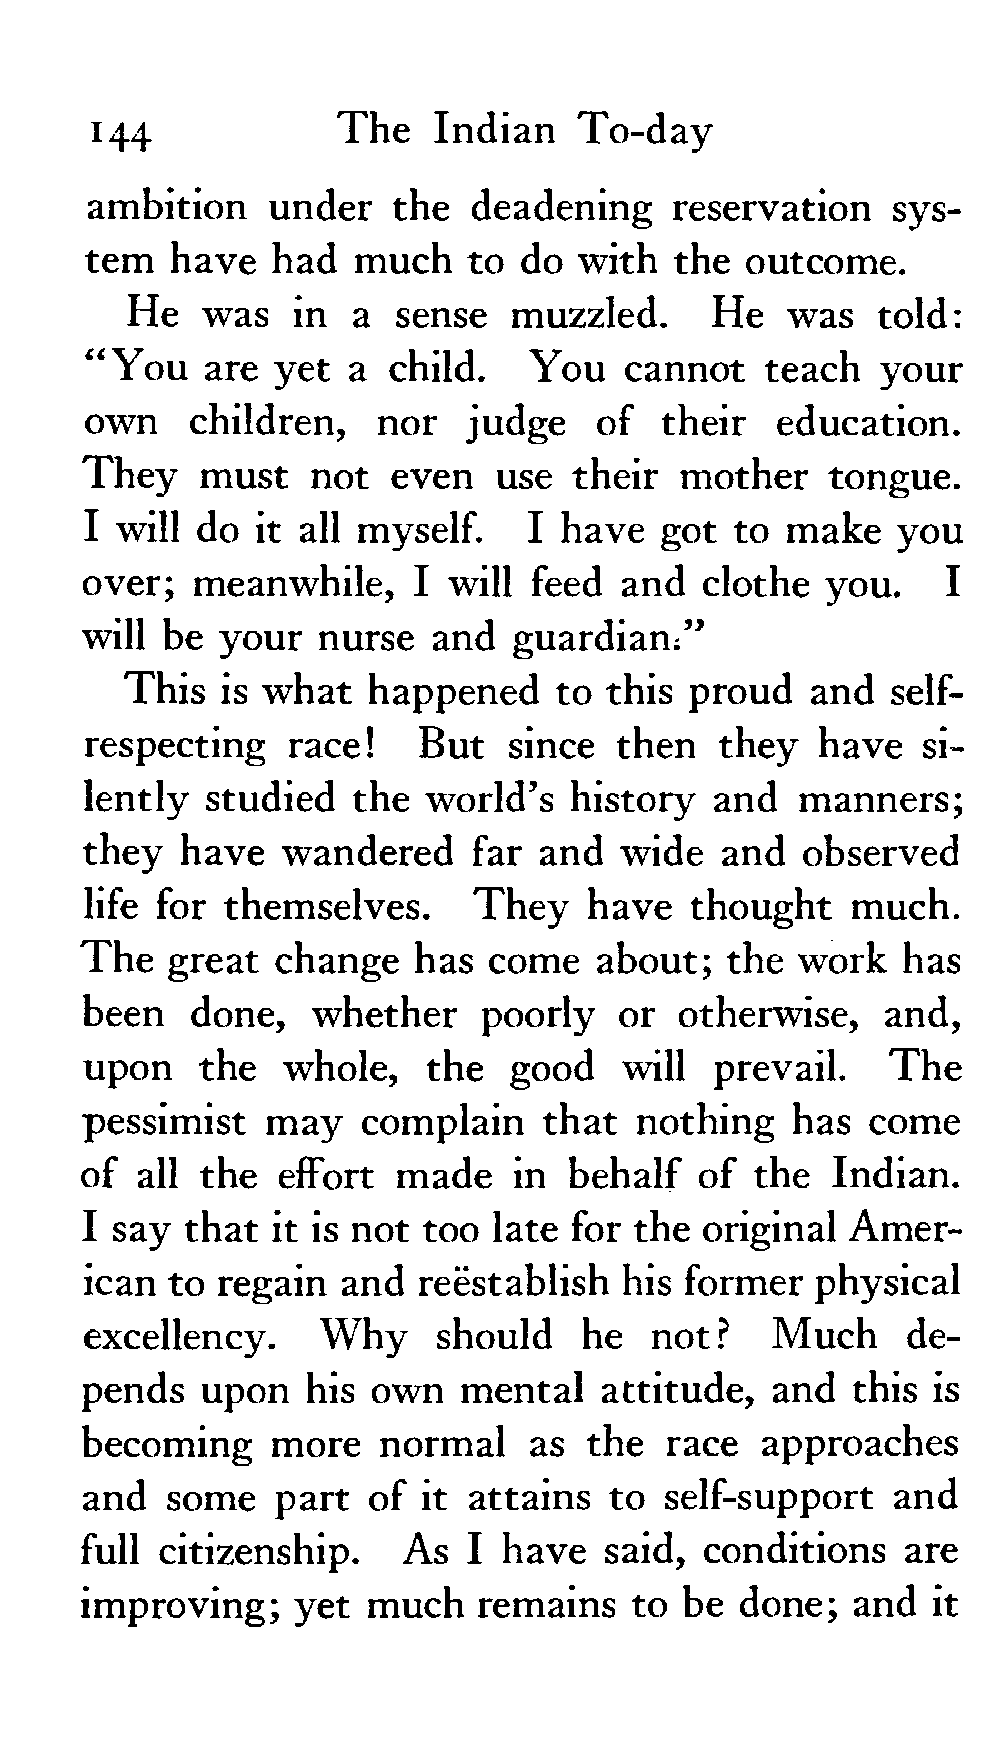 144 The Indian To-day
ambition under the deadening reservation sys-
tem have had much to do with the outcome.
He was in a sense muzzled. He was told:
“You are yet a child. You cannot teach your
own children, nor judge of their education.
They must not even use their mother tongue.
I will do it all myself. I have got to make you
over; meanwhile, I will feed and clothe you. I
will be your nurse and guardian.”
This is what happened to this proud and self-
respecting race! But since then they have si-
lently studied the world’s history and manners;
they have wandered far and wide and observed
life for themselves. They have thought much.
The great change has come about; the work has
been done, whether poorly or otherwise, and,
upon the whole, the good will prevail. The
pessimist may complain that nothing has come
of all the effort made in behalf of the Indian.
I say that it is not too late for the original Amer-
ican to regain and reëstablish his former physical
excellency. Why should he not? Much de-
pends upon his own mental attitude, and this is
becoming more normal as the race approaches
and some part of it attains to self-support and
full citizenship. As I have said, conditions are
improving; yet much remains to be done; and it